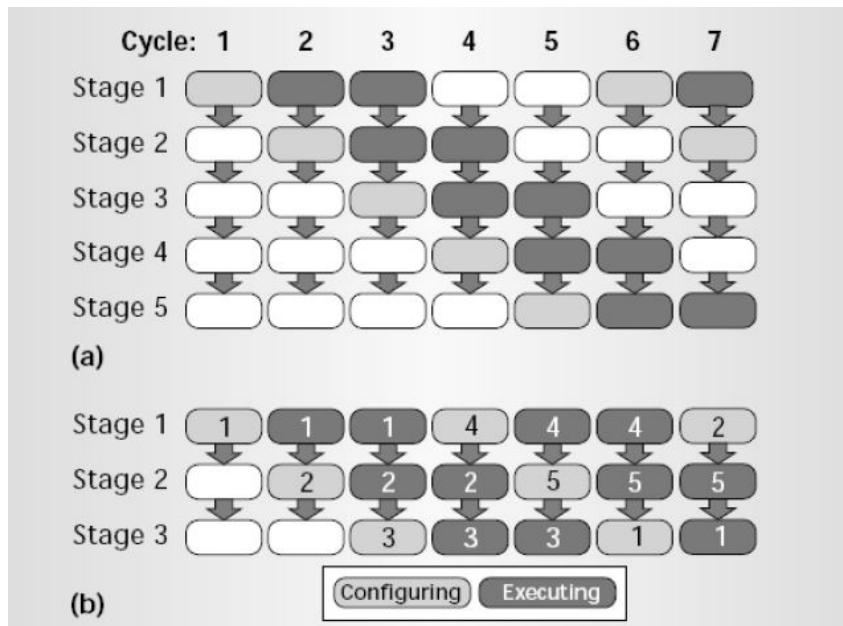 Cycle: 1 2 3 4 5 6 7
Stage 1
Stage 2
Stage 3
Stage 4
Stage 5
(a)
Stage 1 1 1 1 4 4 4 2
Stage 2 2 2 2 5 5 5
Stage 3 3 3 3 1 1
Configuring Executing
(b)